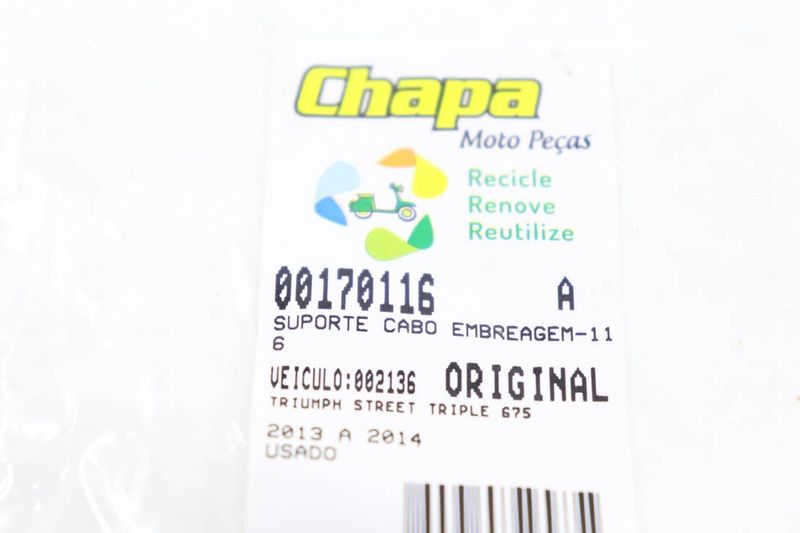 Chapa
Moto Peças
Recicle
Renove
Reutilize
00170116 A
SUPORTE CABO EMBREAGEM-11
6
VEICULO:002136 ORIGINAL
TRIUMPH STREET TRIPLE 675
2013 A 2014
USADO